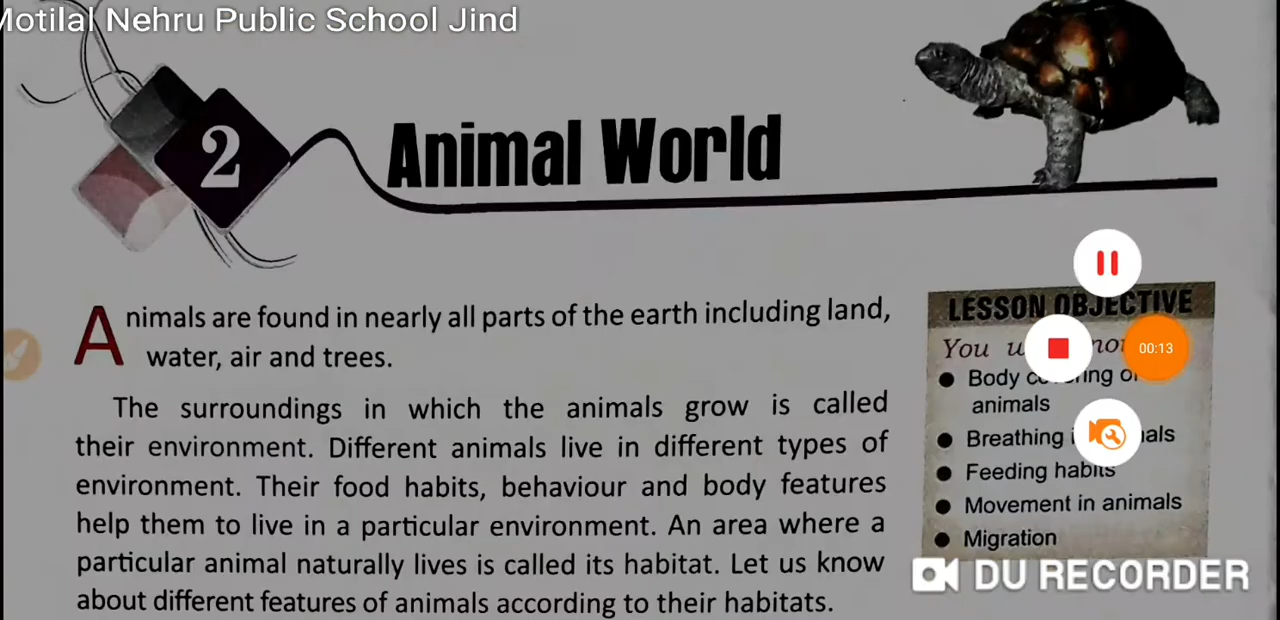 Motilal Nehru Public School Jind
2
Animal World
Animals are found in nearly all parts of the earth including land,
water, air and trees.
The surroundings in which the animals grow is called
their environment. Different animals live in different types of
environment. Their food habits, behaviour and body features
help them to live in a particular environment. An area where a
particular animal naturally lives is called its habitat. Let us know
about different features of animals according to their habitats.
LESSON OBJECTIVE
You
00:13
● Body of
animals
● Breathing
● Feeding habits
● Movement in animals
● Migration
DU RECORDER